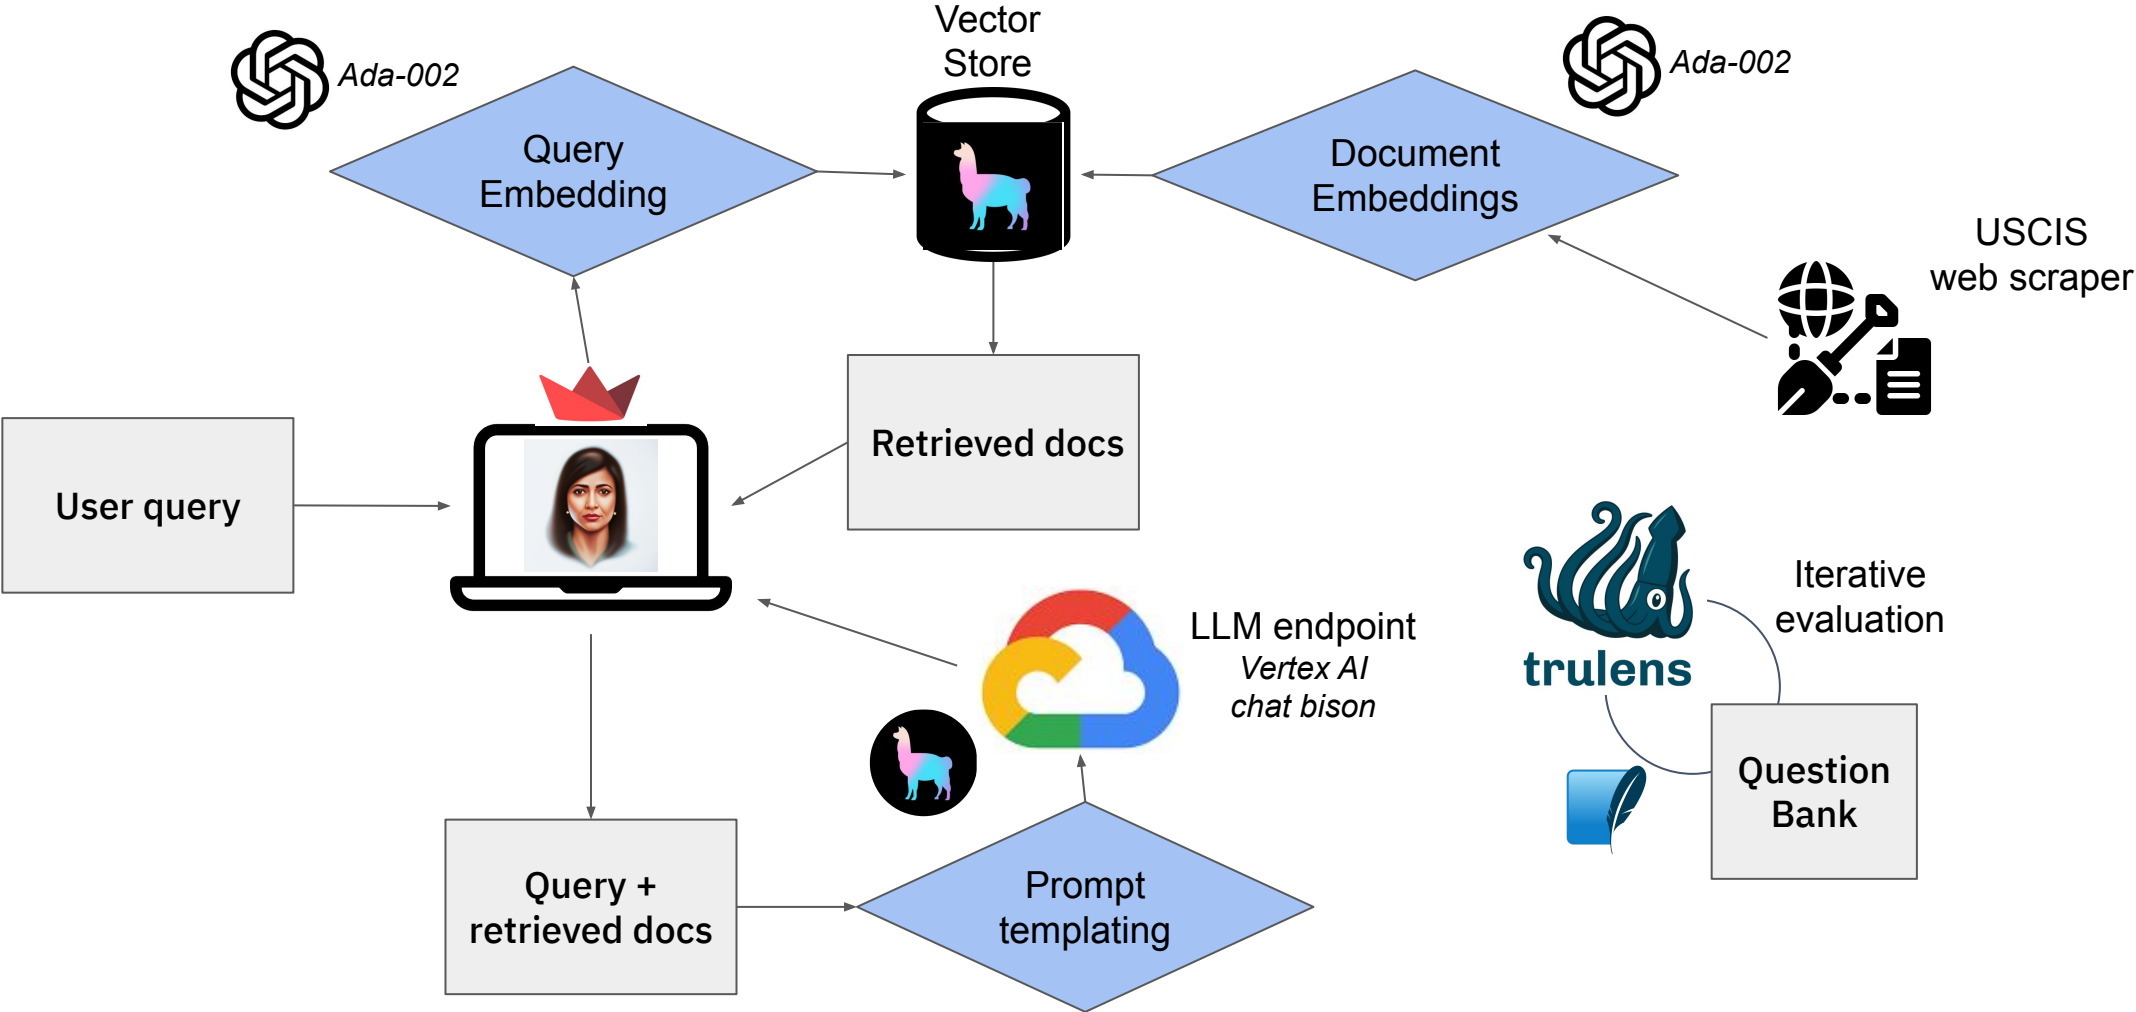 Vector
Store
Ada-002
Ada-002
Query
Embedding
Document
Embeddings
USCIS
web scraper
Retrieved docs
User query
Iterative
evaluation
LLM endpoint
Vertex AI
chat bison
trulens
Question
Bank
Query +
retrieved docs
Prompt
templating